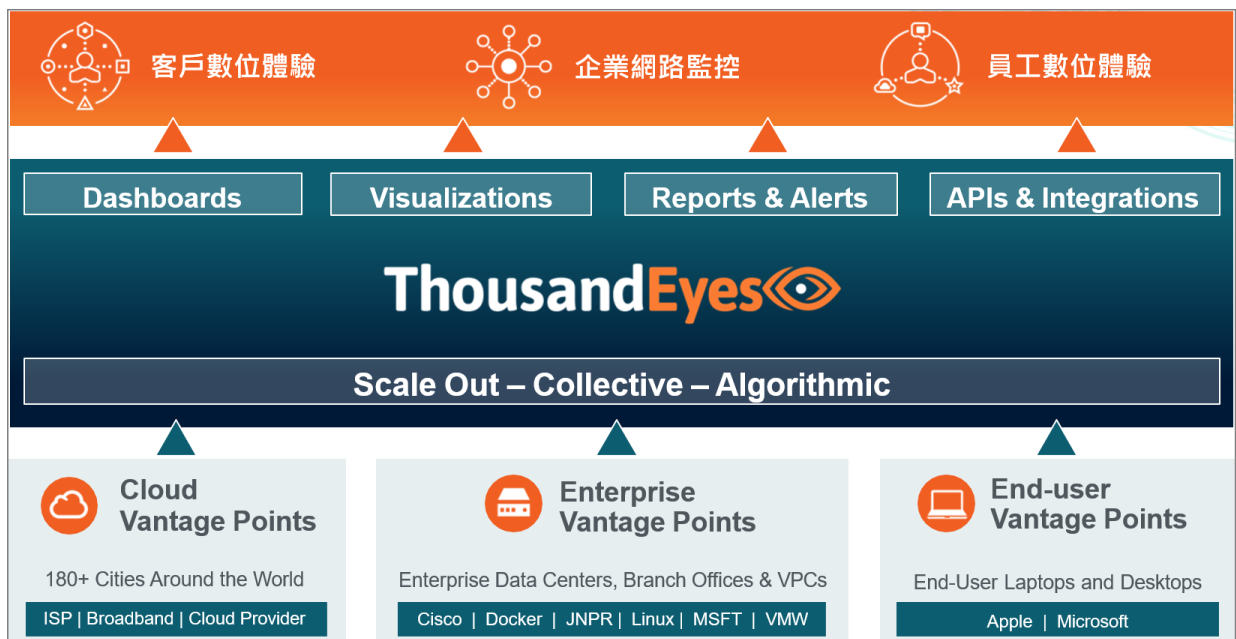 客戶數位體驗
企業網路監控
員工數位體驗
Dashboards
Visualizations
Reports & Alerts
APIs & Integrations
ThousandEyes
Scale Out – Collective – Algorithmic
Cloud
Vantage Points
180+ Cities Around the World
ISP | Broadband | Cloud Provider
Enterprise
Vantage Points
Enterprise Data Centers, Branch Offices & VPCs
Cisco | Docker | JNPR | Linux | MSFT | VMW
End-user
Vantage Points
End-User Laptops and Desktops
Apple | Microsoft